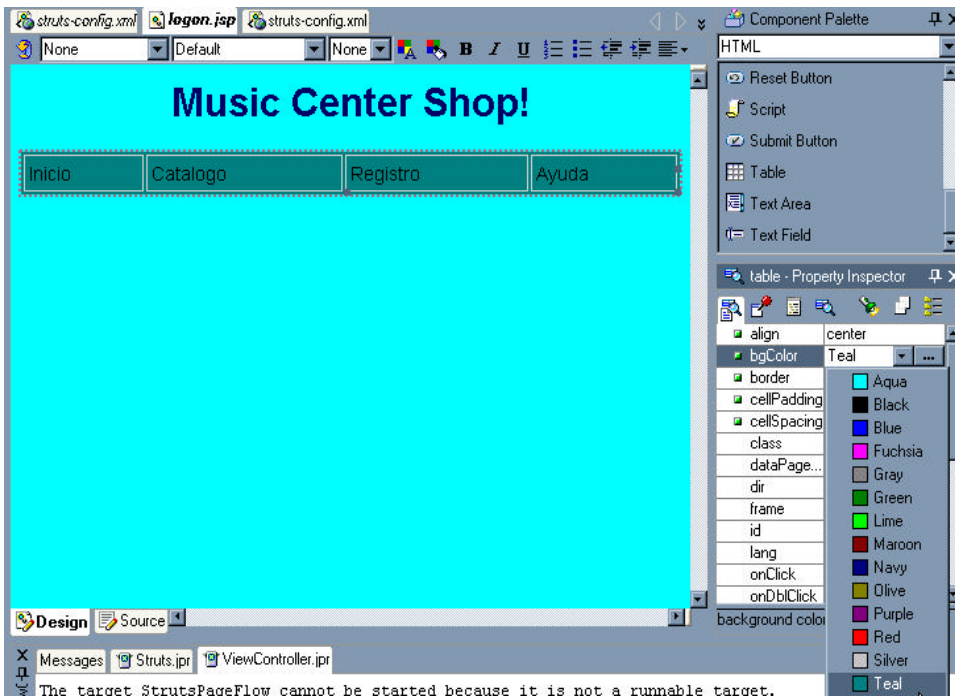 struts-config.xml logon.jsp struts-config.xml
None Default None B I U
Music Center Shop!
Inicio Catalogo Registro Ayuda
Design Source
Component Palette
HTML
Reset Button
Script
Submit Button
Table
Text Area
Text Field
table - Property Inspector
align center
bgColor Teal ...
border
cellPadding
cellSpacing
class
dataPage...
dir
frame
id
lang
onClick
onDblClick
background colo
Aqua
Black
Blue
Fuchsia
Gray
Green
Lime
Maroon
Navy
Olive
Purple
Red
Silver
Teal
Messages Struts.jpr ViewController.jpr
The target StrutsPageFlow cannot be started because it is not a runnable target.